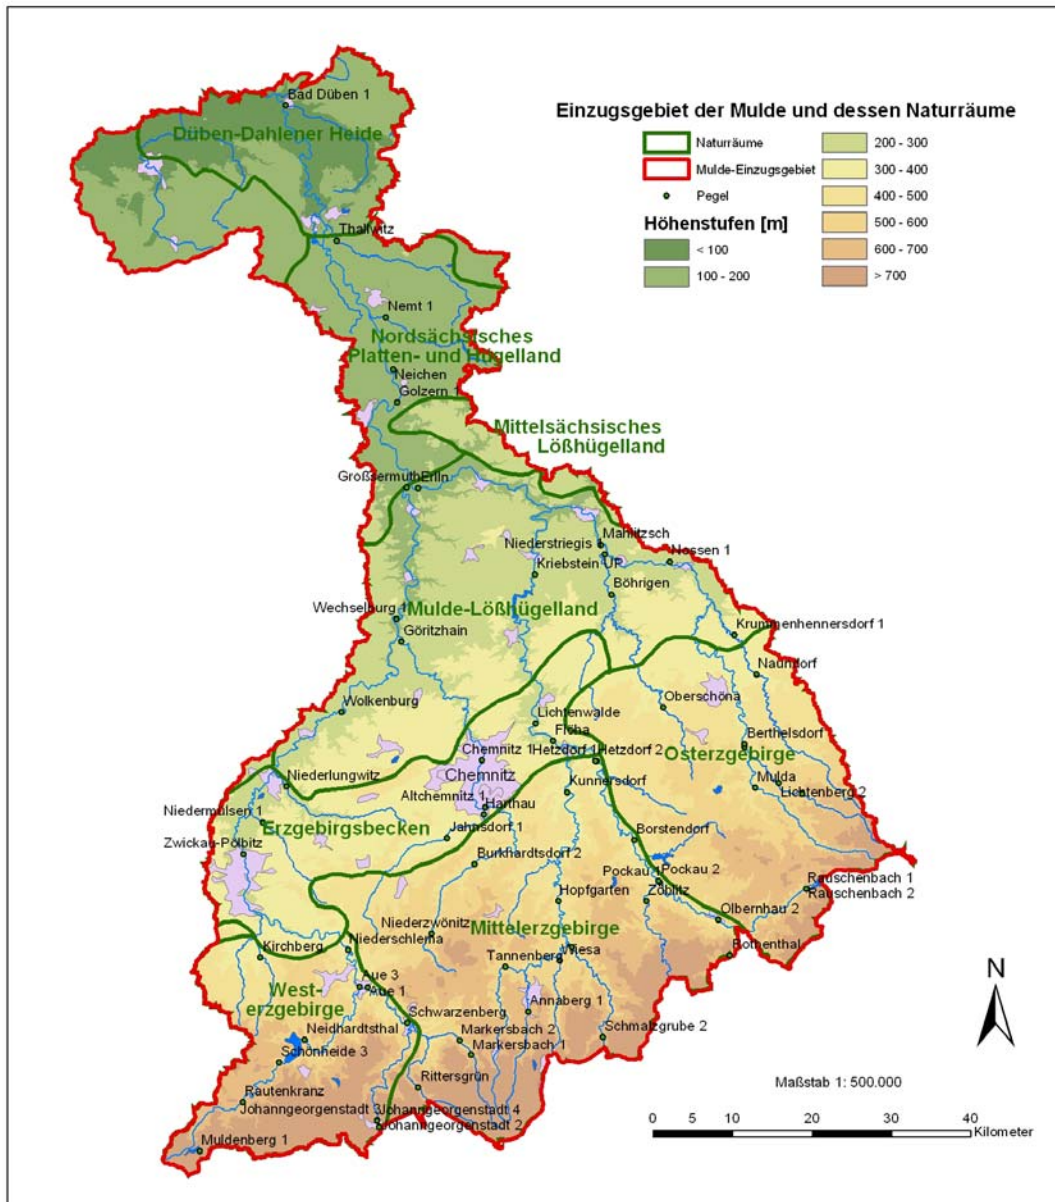 Bad Düben 1
Düben-Dahlener Heide
Einzugsgebiet der Mulde und dessen Naturräume
Naturräume
Mulde-Einzugsgebiet
Pegel
Höhenstufen [m]
< 100
100 - 200
200 - 300
300 - 400
400 - 500
500 - 600
600 - 700
> 700
Thallwitz
Nemt 1
Nordsächsisches
Platten- und Hügelland
Neichen
Golzern 1
Mittelsächsisches
Lößhügelland
Großsermuth
Erlln
Mahlitzsch
Niederstriegis 1
Nossen 1
Kriebstein UP
Böhrigen
Wechselburg 1
Mulde-Lößhügelland
Göritzhain
Krummenhennersdorf 1
Naundorf
Wolkenburg
Oberschöna
Lichtenwalde
Flöha
Berthelsdorf
Chemnitz 1
Hetzdorf 1
Hetzdorf 2
Osterzgebirge
Chemnitz
Niederlungwitz
Kunnersdorf
Mulda
Lichtenberg 2
Altchemnitz 1
Harthau
Niedermülsen 1
Erzgebirgsbecken
Jahnsdorf 1
Borstendorf
Zwickau-Pölbitz
Burkhardtsdorf 2
Pockau 1
Pockau 2
Hopfgarten
Zöblitz
Rauschenbach 1
Rauschenbach 2
Olbernhau 2
Niederzwönitz
Mittelerzgebirge
Niederschlema
Kirchberg
Wiesa
Tannenberg
Rothenthal
Aue 3
Aue 1
West-
erzgebirge
Annaberg 1
Schwarzenberg
Neidhardtsthal
Markersbach 2
Schmalzgrube 2
Markersbach 1
Schönheide 3
Rittersgrün
Rautenkranz
Johanngeorgenstadt 3
Johanngeorgenstadt 4
Johanngeorgenstadt 2
Muldenberg 1
N
Maßstab 1: 500.000
0 5 10 20 30 40
Kilometer